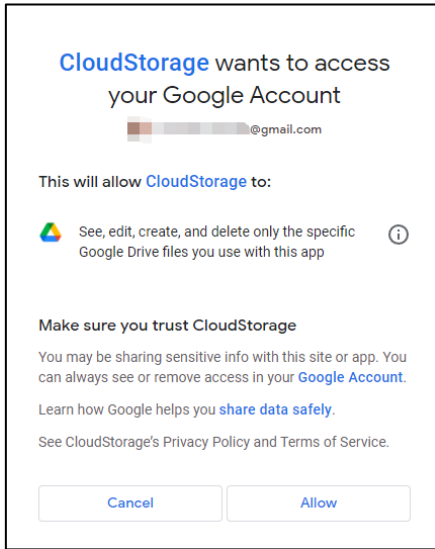 CloudStorage wants to access
your Google Account
@gmail.com
This will allow CloudStorage to:
See, edit, create, and delete only the specific
Google Drive files you use with this app
Make sure you trust CloudStorage
You may be sharing sensitive info with this site or app. You
can always see or remove access in your Google Account.
Learn how Google helps you share data safely.
See CloudStorage's Privacy Policy and Terms of Service.
Cancel
Allow